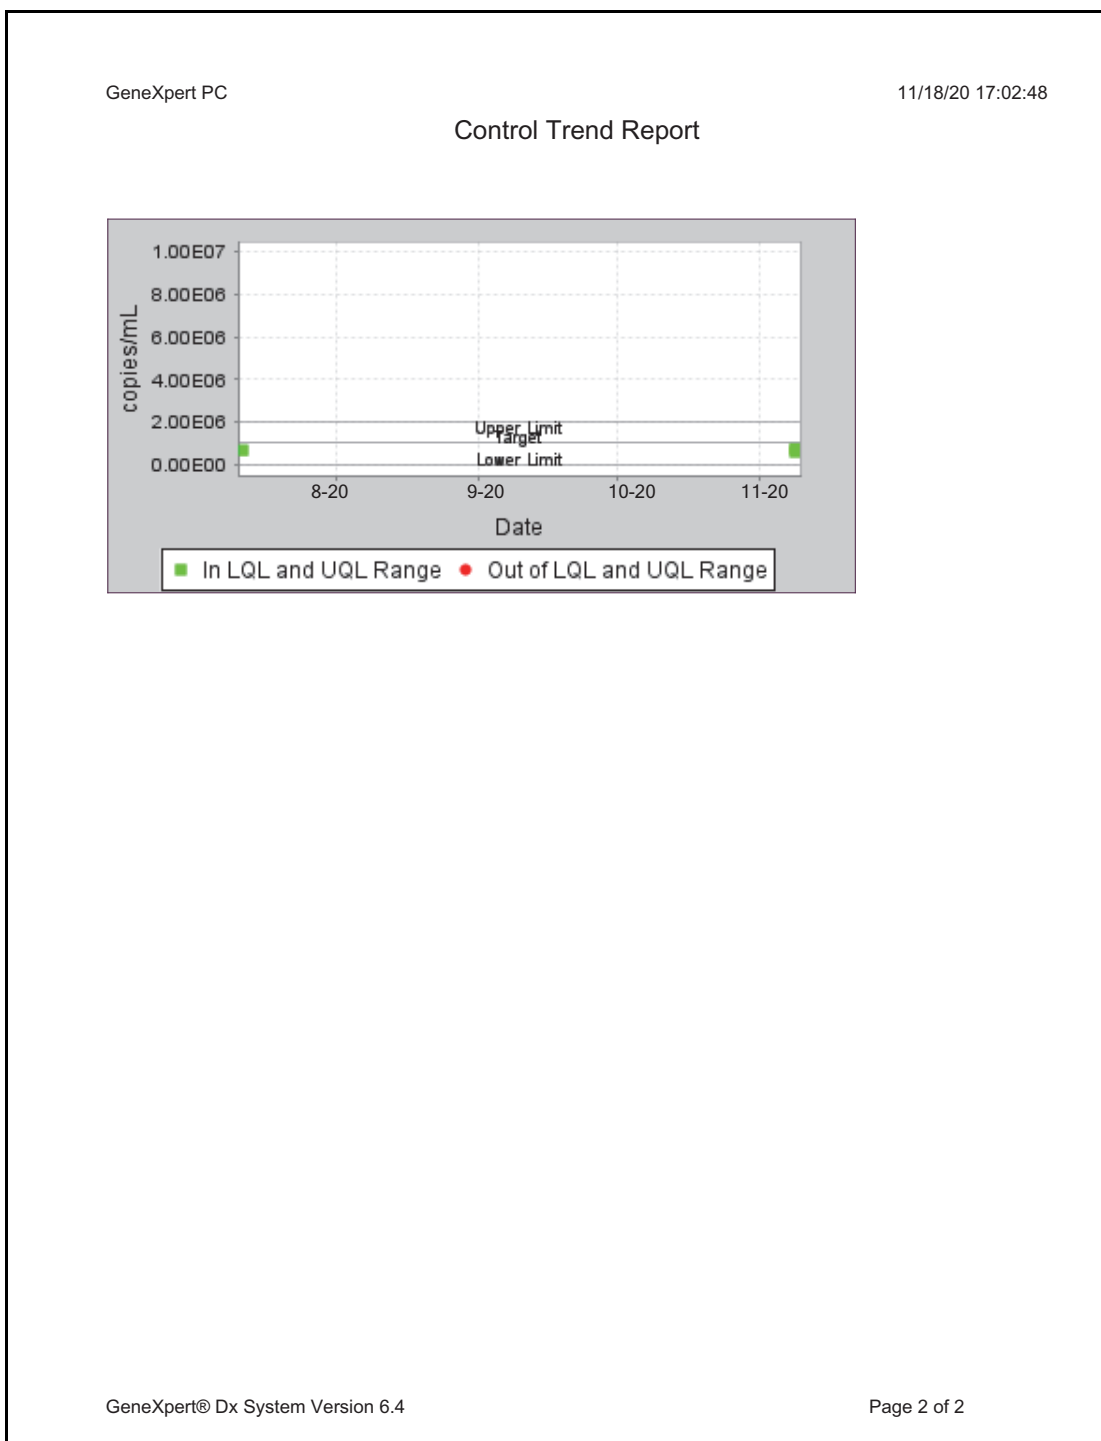 GeneXpert PC 11/18/20 17:02:48
Control Trend Report
1.00E07
8.00E06
6.00E06
4.00E06
2.00E06
0.00E00
copies/mL
Upper Limit
Target
Lower Limit
8-20 9-20 10-20 11-20
Date
In LQL and UQL Range Out of LQL and UQL Range
GeneXpert® Dx System Version 6.4 Page 2 of 2